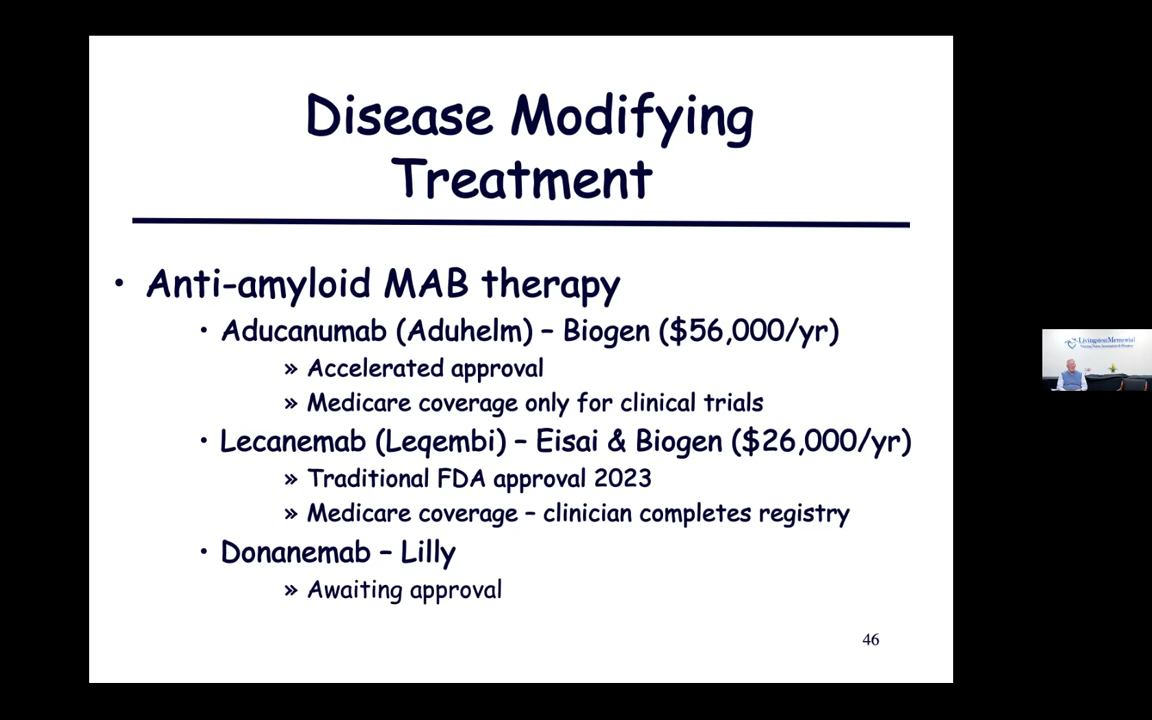 Disease Modifying
Treatment
• Anti-amyloid MAB therapy
• Aducanumab (Aduhelm) – Biogen ($56,000/yr)
» Accelerated approval
» Medicare coverage only for clinical trials
• Lecanemab (Leqembi) – Eisai & Biogen ($26,000/yr)
» Traditional FDA approval 2023
» Medicare coverage – clinician completes registry
• Donanemab – Lilly
» Awaiting approval
46
LivingstonMemorial